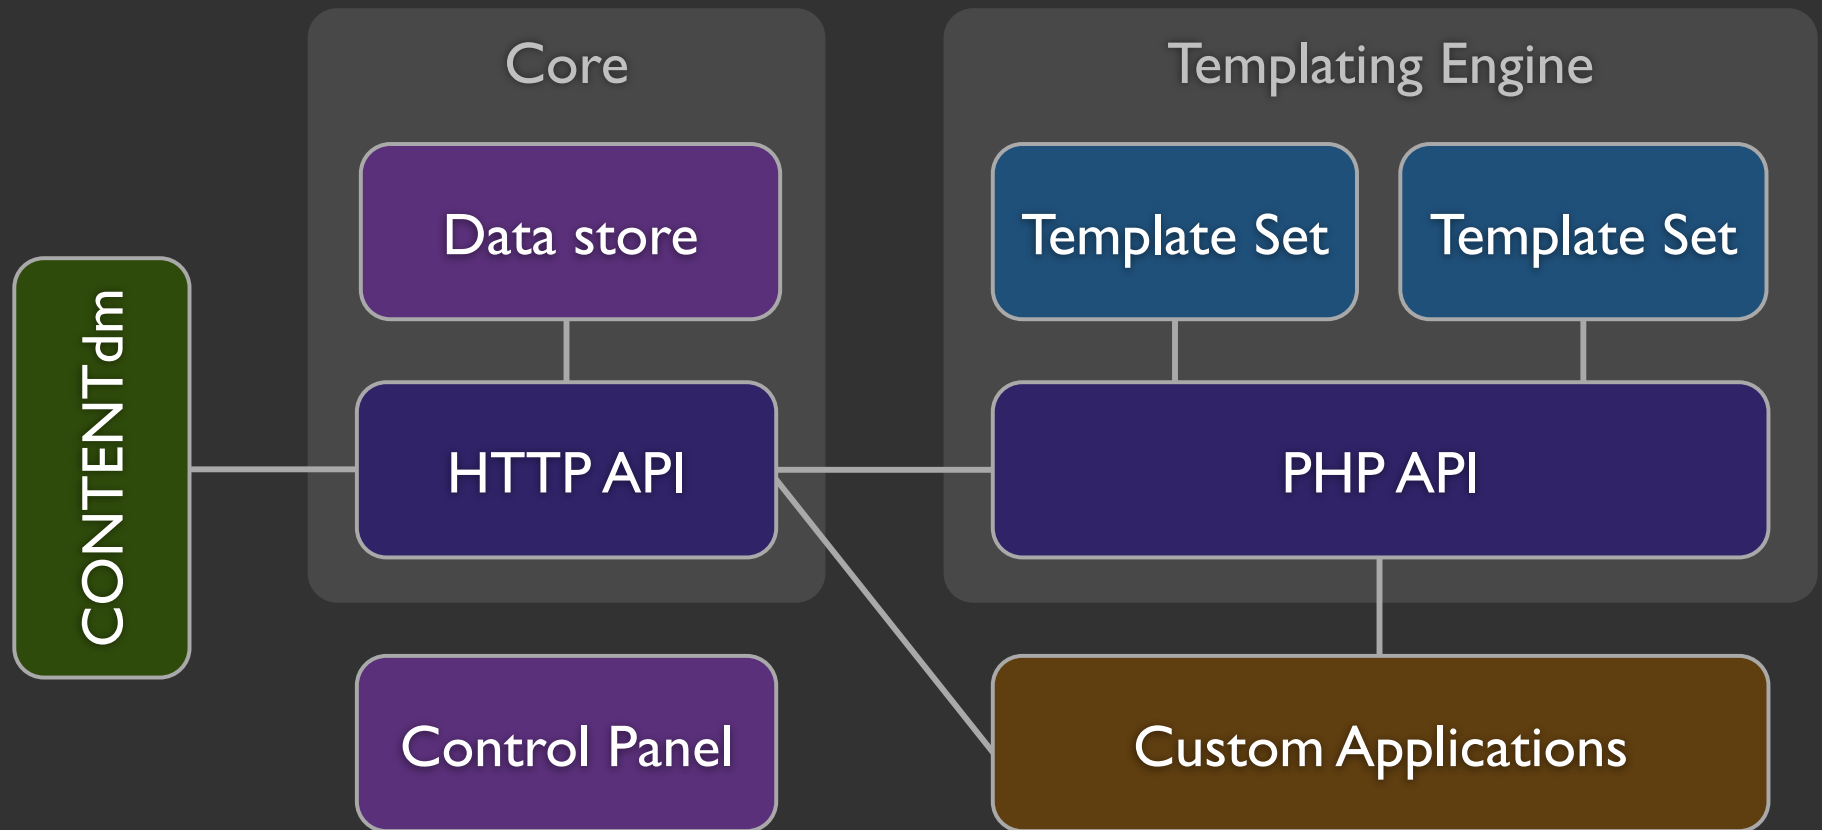 Core
Templating Engine
Data store
Template Set
Template Set
CONTENTdm
HTTP API
PHP API
Control Panel
Custom Applications